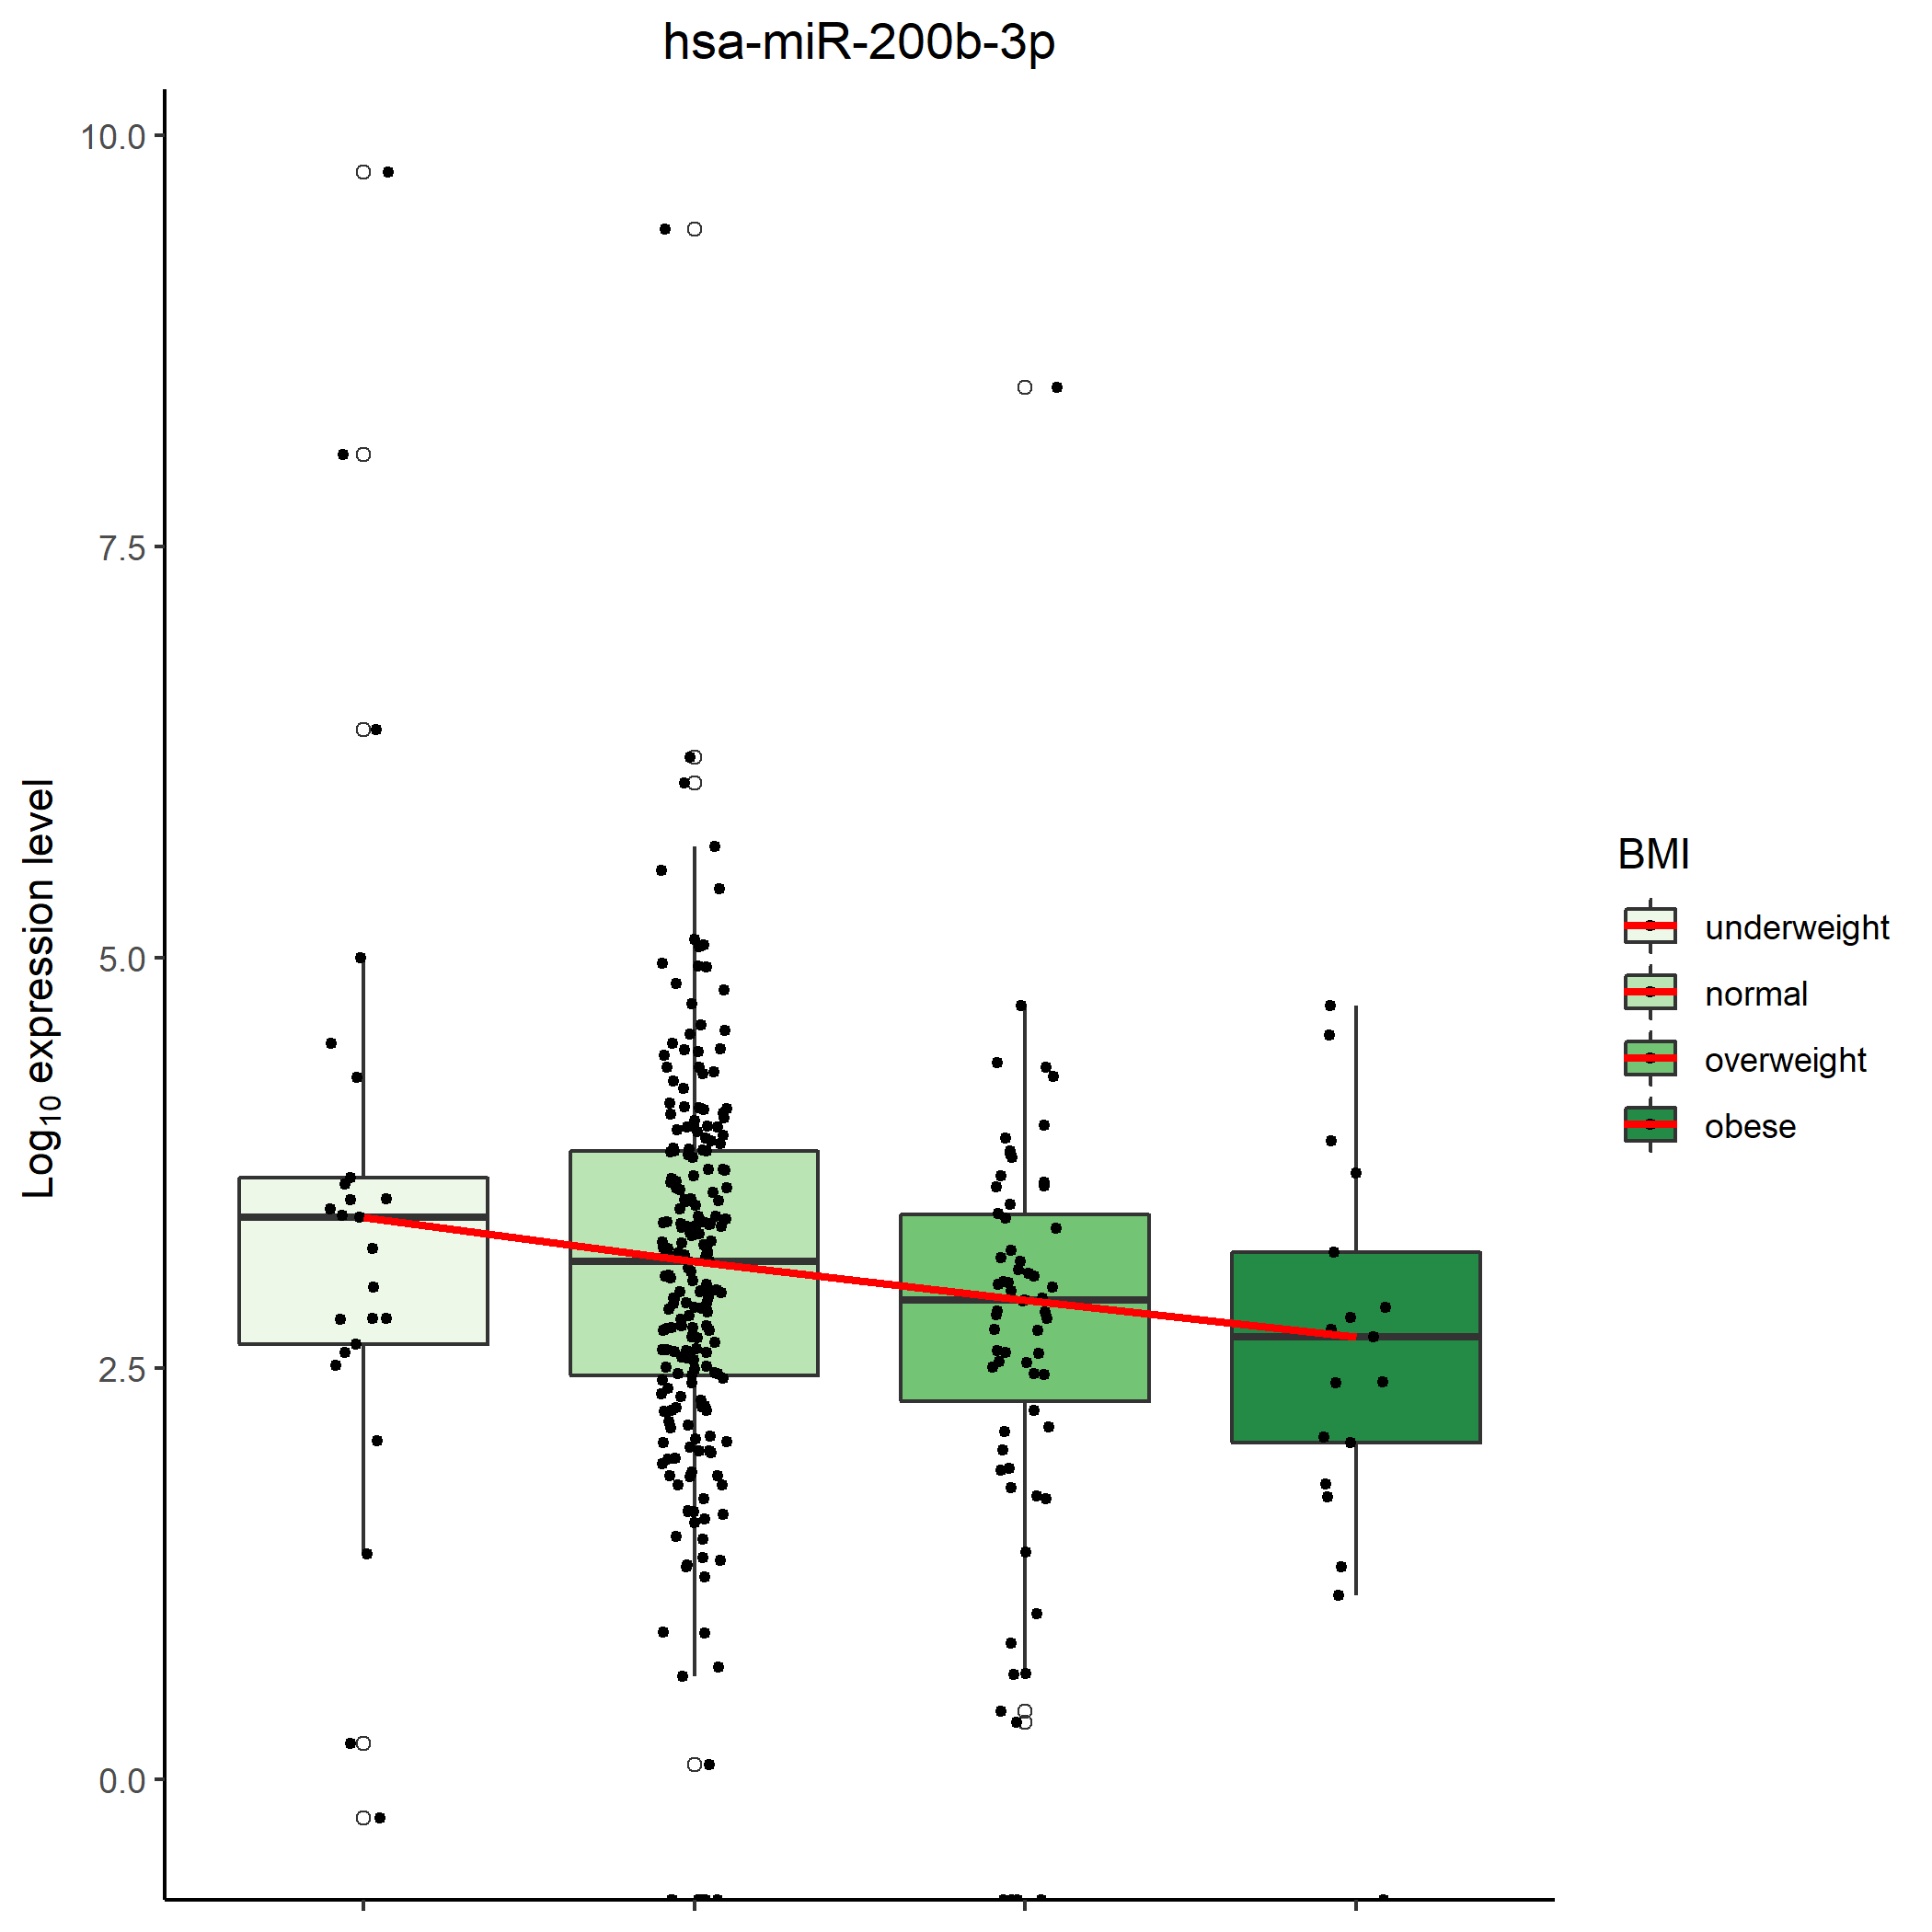 hsa-miR-200b-3p
10.0
7.5
5.0
2.5
0.0
Log₁₀ expression level
BMI
underweight
normal
overweight
obese